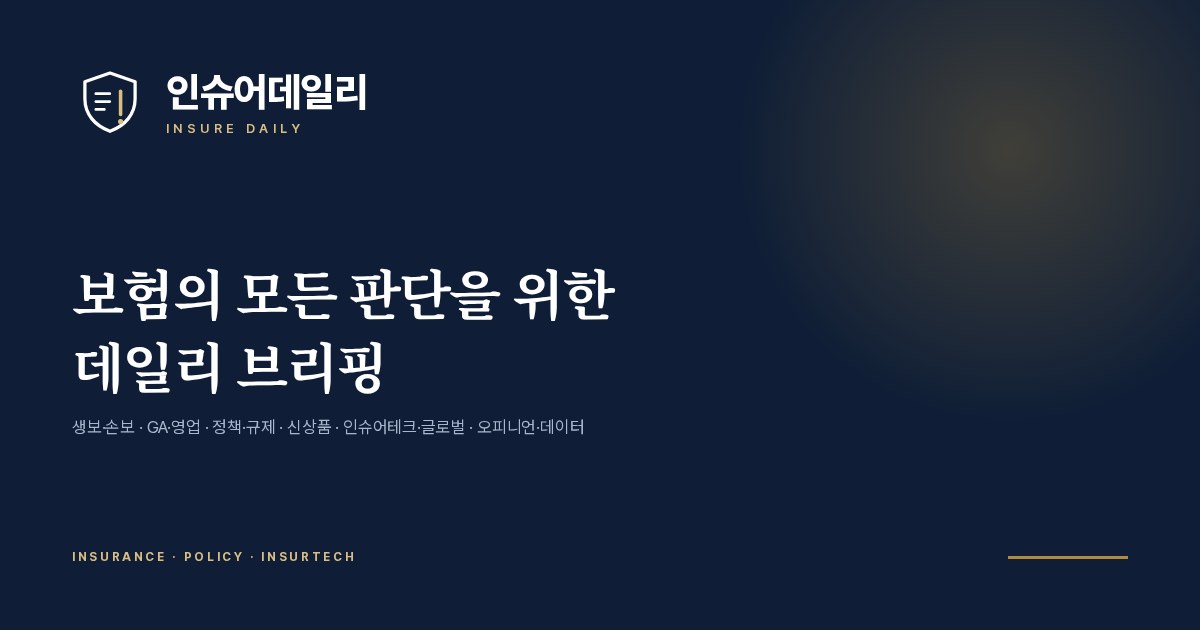 인슈어데일리
INSURE DAILY
보험의 모든 판단을 위한
데일리 브리핑
생보·손보 · GA·영업 · 정책·규제 · 신상품 · 인슈어테크·글로벌 · 오피니언·데이터
INSURANCE · POLICY · INSURTECH